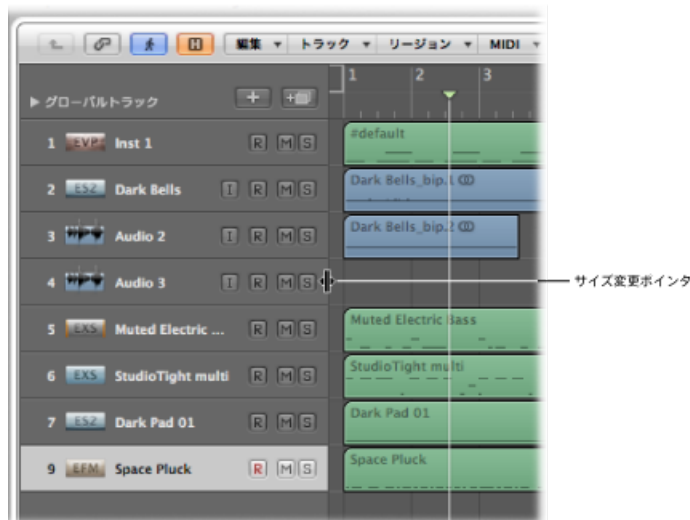 編集 トラック リージョン MIDI
1 2 3
グローバルトラック
1 EVP Inst 1 R M S
#default
2 ES2 Dark Bells I R M S
Dark Bells_bip.1
3 Audio 2 I R M S
Dark Bells_bip.2
4 Audio 3 I R M S
サイズ変更ポインタ
5 EXS Muted Electric ... R M S
Muted Electric Bass
6 EXS StudioTight multi R M S
StudioTight multi
7 ES2 Dark Pad 01 R M S
Dark Pad 01
9 EFM Space Pluck R M S
Space Pluck